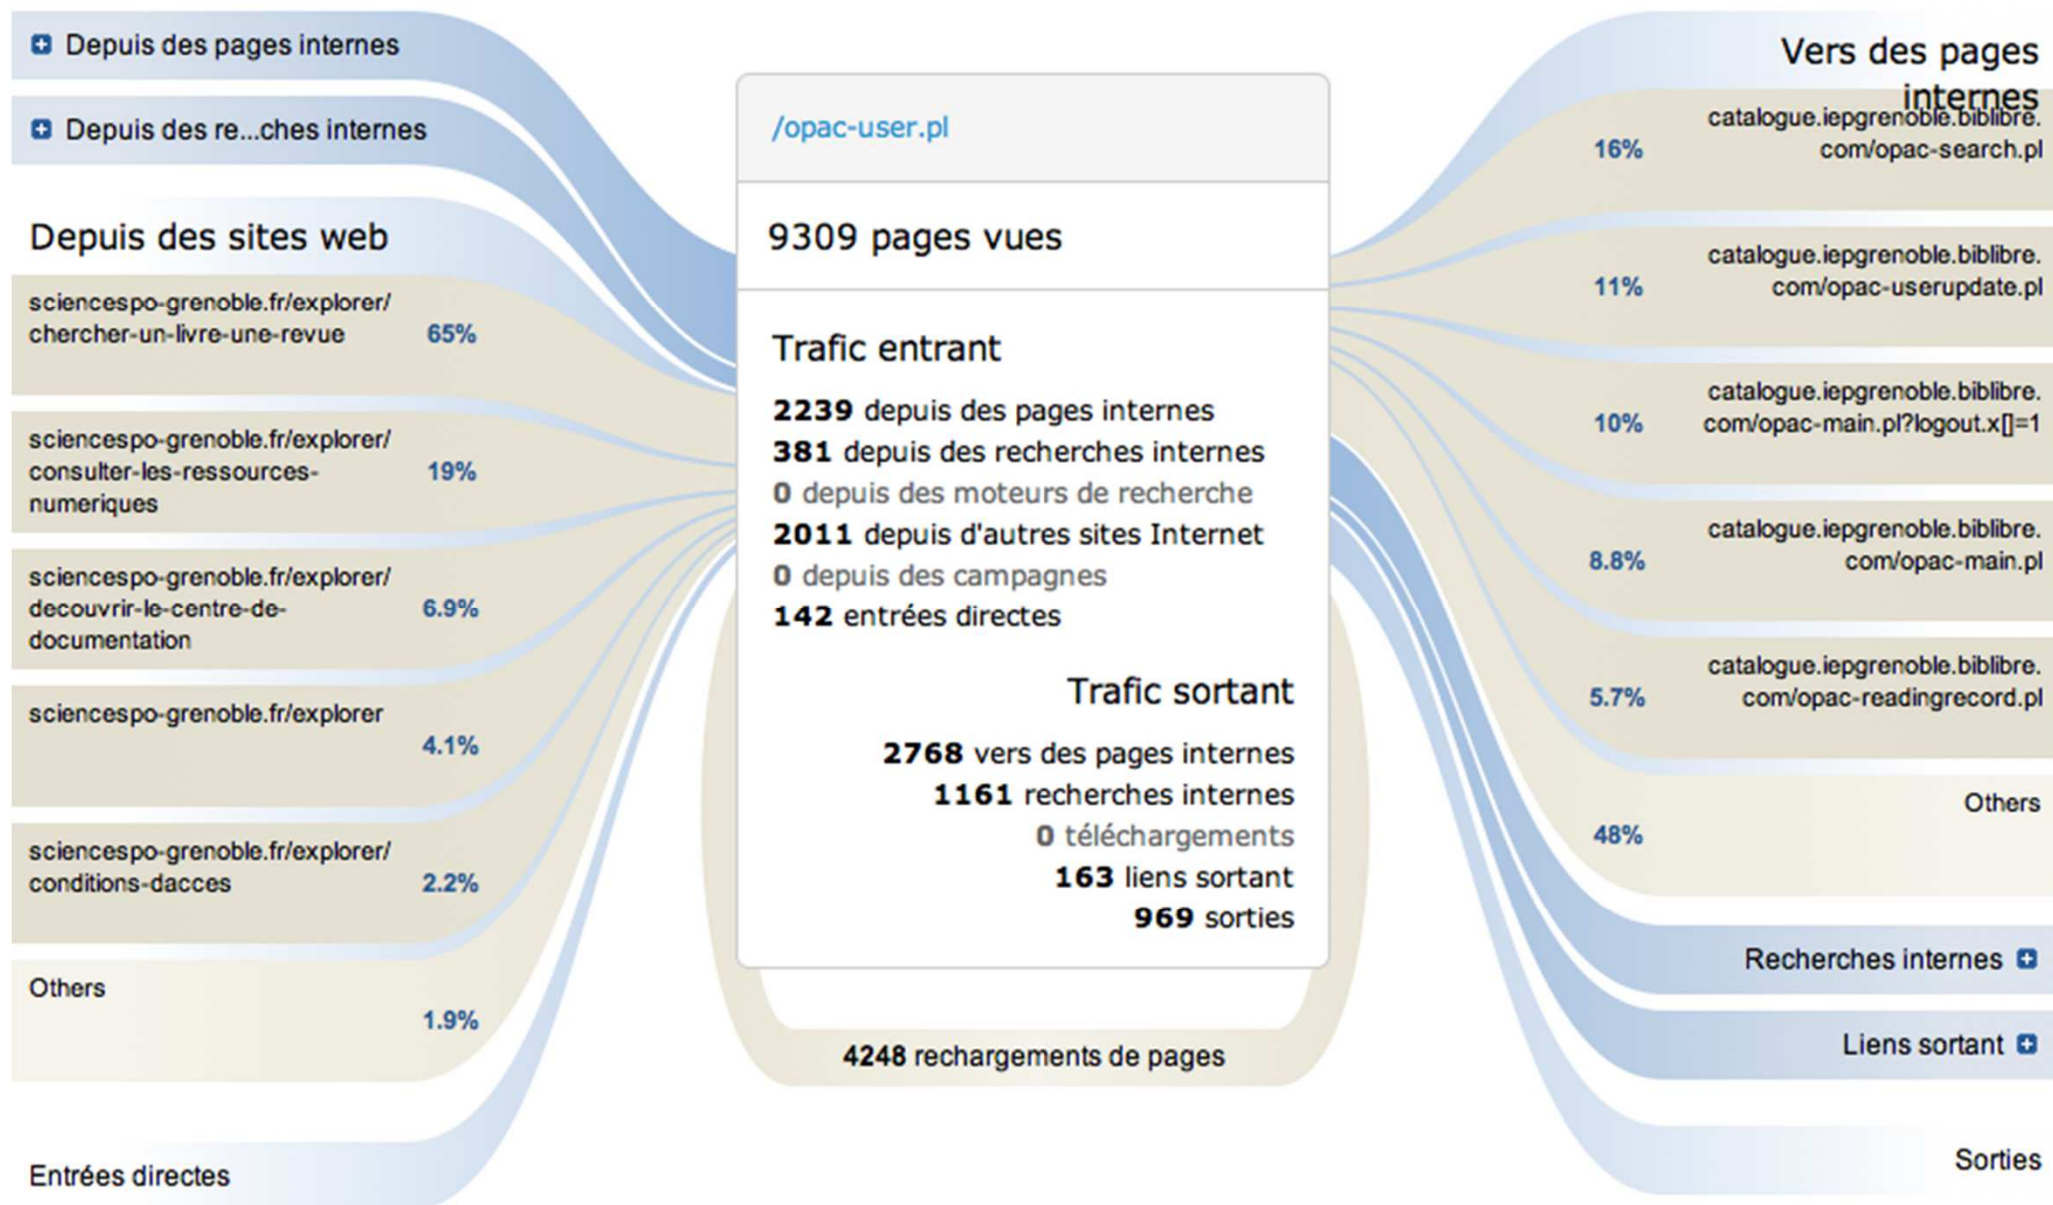 Depuis des pages internes
Depuis des re...ches internes
Depuis des sites web
sciencespo-grenoble.fr/explorer/
chercher-un-livre-une-revue
65%
sciencespo-grenoble.fr/explorer/
consulter-les-ressources-
numeriques
19%
sciencespo-grenoble.fr/explorer/
decouvrir-le-centre-de-
documentation
6.9%
sciencespo-grenoble.fr/explorer
4.1%
sciencespo-grenoble.fr/explorer/
conditions-dacces
2.2%
Others
1.9%
Entrées directes
/opac-user.pl
9309 pages vues
Trafic entrant
2239 depuis des pages internes
381 depuis des recherches internes
0 depuis des moteurs de recherche
2011 depuis d'autres sites Internet
0 depuis des campagnes
142 entrées directes
Trafic sortant
2768 vers des pages internes
1161 recherches internes
0 téléchargements
163 liens sortant
969 sorties
4248 rechargements de pages
Vers des pages
internes
catalogue.iepgrenoble.biblibre.
com/opac-search.pl
16%
catalogue.iepgrenoble.biblibre.
com/opac-userupdate.pl
11%
catalogue.iepgrenoble.biblibre.
com/opac-main.pl?logout.x[]=1
10%
catalogue.iepgrenoble.biblibre.
com/opac-main.pl
8.8%
catalogue.iepgrenoble.biblibre.
com/opac-readingrecord.pl
5.7%
Others
48%
Recherches internes
Liens sortant
Sorties